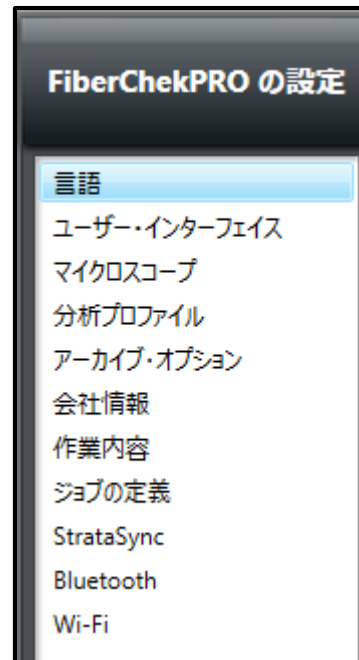 FiberChekPRO の設定
言語
ユーザー・インターフェイス
マイクロスコープ
分析プロファイル
アーカイブ・オプション
会社情報
作業内容
ジョブの定義
StrataSync
Bluetooth
Wi-Fi